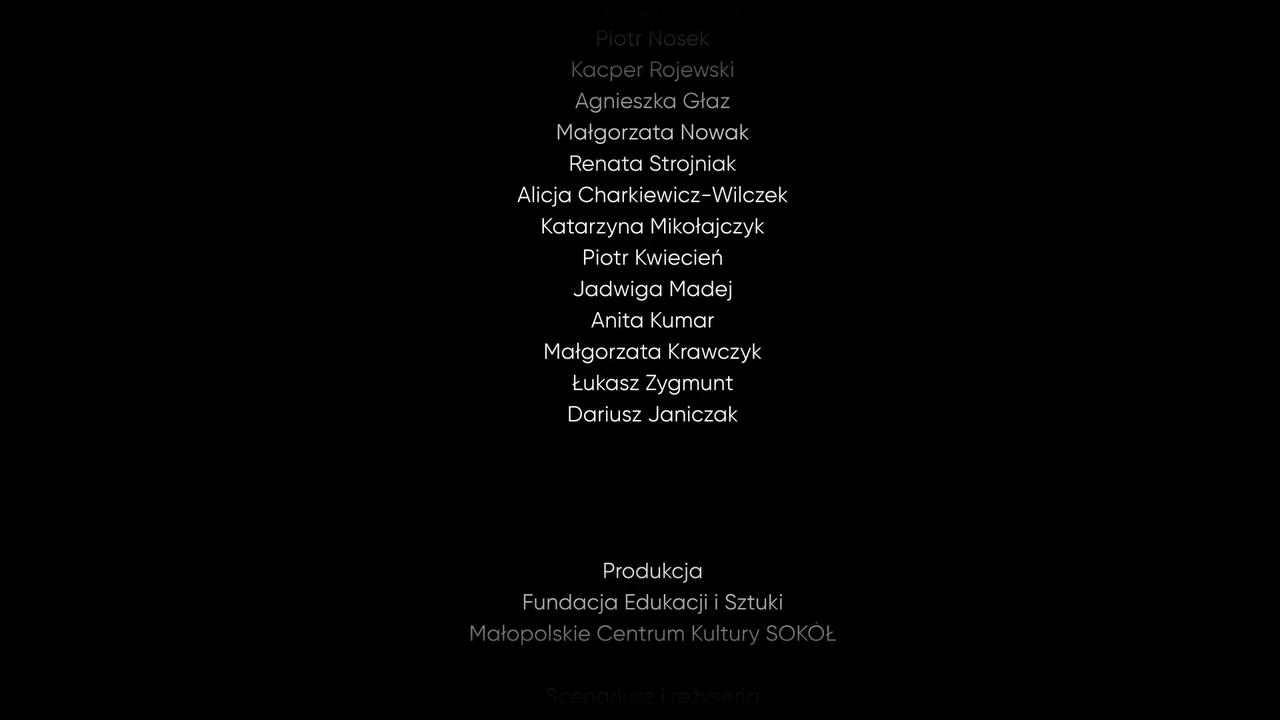 Piotr Nosek
Kacper Rojewski
Agnieszka Głaz
Małgorzata Nowak
Renata Strojniak
Alicja Charkiewicz-Wilczek
Katarzyna Mikołajczyk
Piotr Kwiecień
Jadwiga Madej
Anita Kumar
Małgorzata Krawczyk
Łukasz Zygmunt
Dariusz Janiczak
Produkcja
Fundacja Edukacji i Sztuki
Małopolskie Centrum Kultury SOKÓŁ
Scenariusz i reżyseria